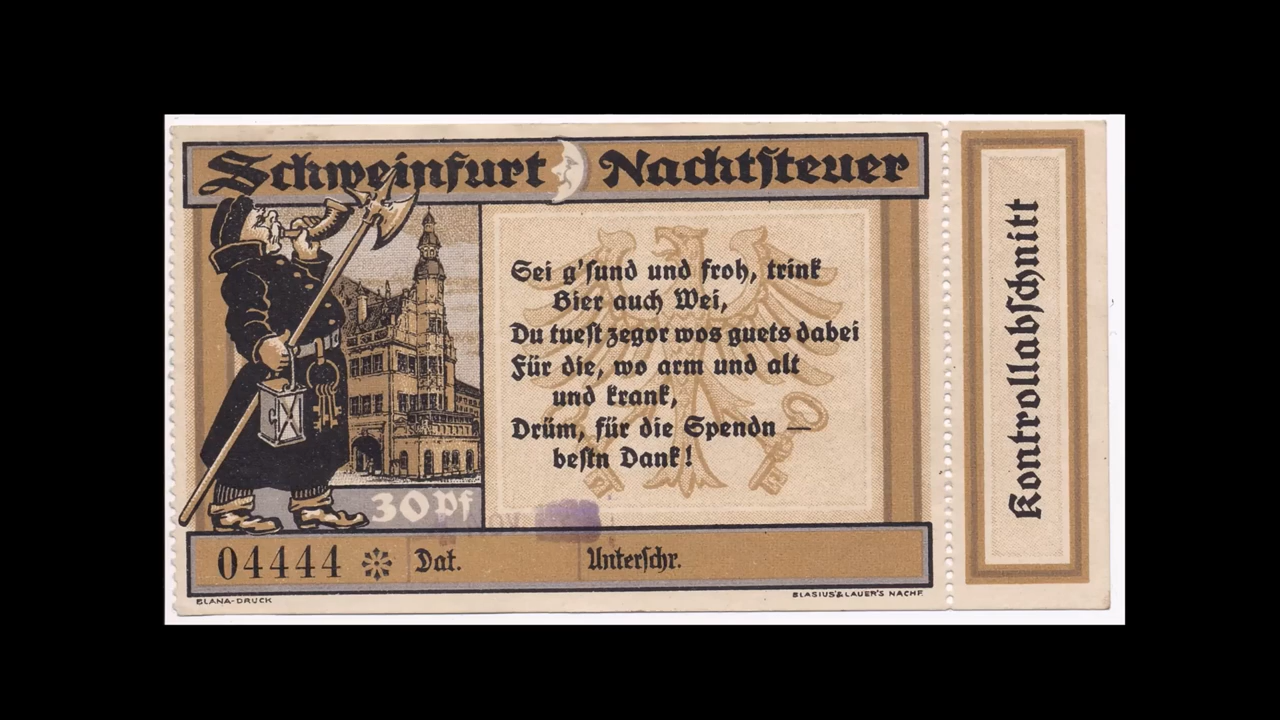 Schweinfurt Nachtsteuer
Sei g'sund und froh, trink
Bier auch Wei,
Du tuest zegor wos guets dabei
Für die, wo arm und alt
und krank,
Drüm, für die Spendn —
bestn Dank!
30 Pf
NOV.
04444 Dat. Unterschr.
BLANA-DRUCK
BLASIUS & LAUER'S NACHF.
Kontrollabschnitt